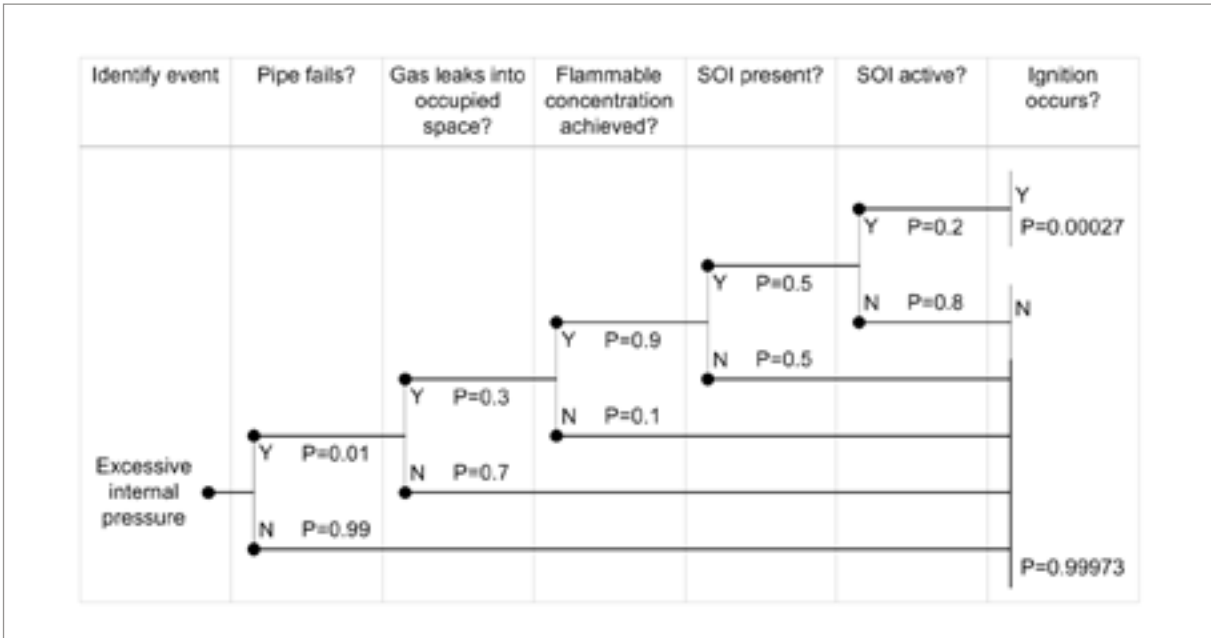 Identify event
Pipe fails?
Gas leaks into
occupied
space?
Flammable
concentration
achieved?
SOI present?
SOI active?
Ignition
occurs?
Y
Y P=0.2
P=0.00027
Y P=0.5
N P=0.8
N
Y P=0.9
N P=0.5
Y P=0.3
N P=0.1
Y P=0.01
N P=0.7
Excessive
internal
pressure
N P=0.99
P=0.99973